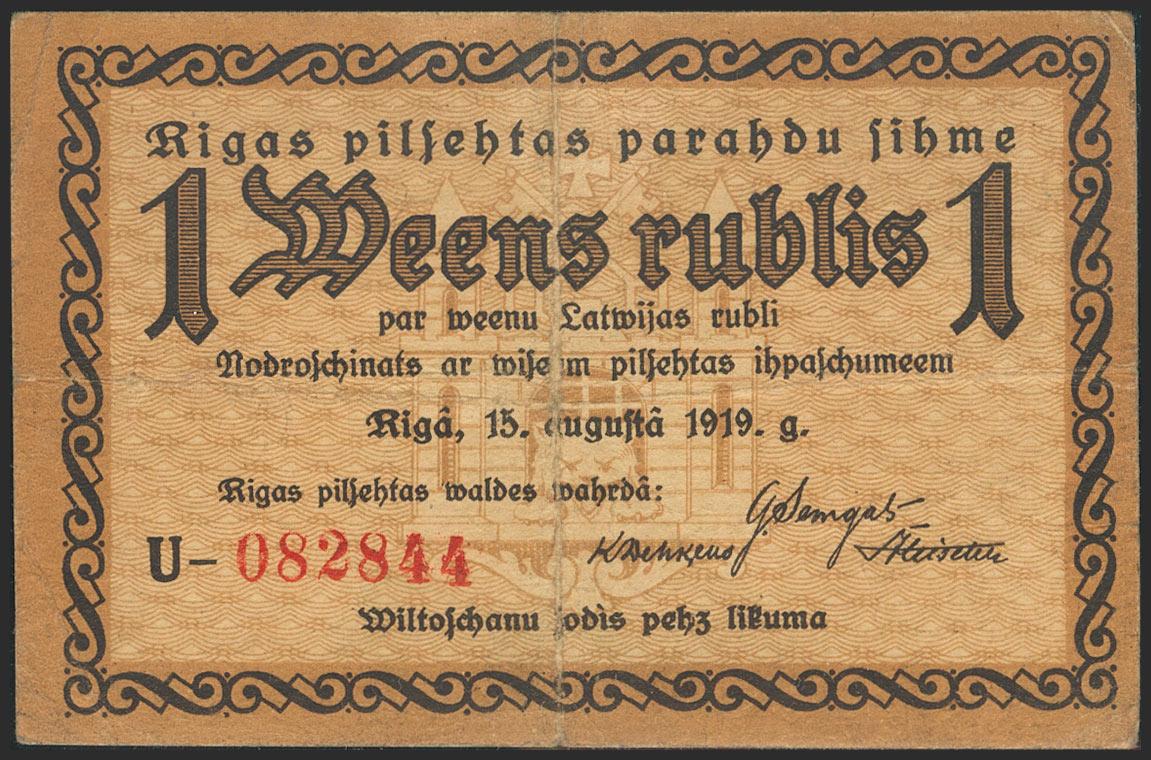 Rigas pilſehtas parahdu ſihme
1 Weens rublis 1
par weenu Latwijas rubli
Nodroſchinats ar wiſeem pilſehtas ihpaſchumeem
Rigâ, 15. auguſtâ 1919. g.
Rigas pilſehtas waldes wahrdâ:
U- 082844
Wiltoſchanu ſodis pehz likuma